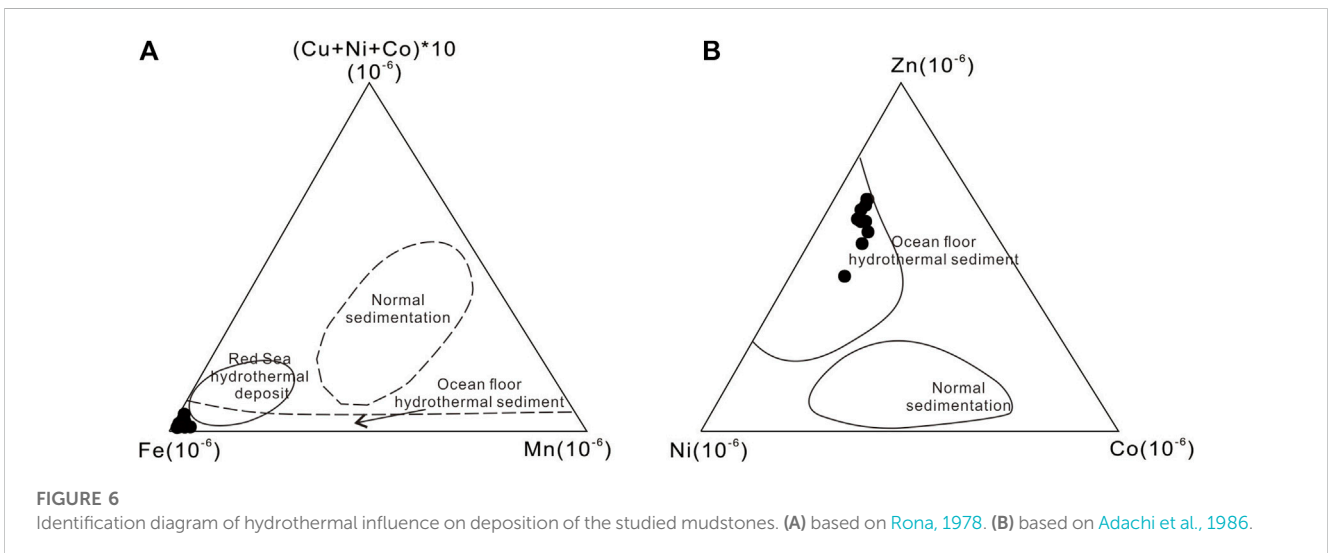 A
(Cu+Ni+Co)*10
(10⁻⁶)
Normal
sedimentation
Red Sea
hydrothermal
deposit
Ocean floor
hydrothermal sediment
Fe(10⁻⁶)
Mn(10⁻⁶)
B
Zn(10⁻⁶)
Ocean floor
hydrothermal sediment
Normal
sedimentation
Ni(10⁻⁶)
Co(10⁻⁶)
FIGURE 6
Identification diagram of hydrothermal influence on deposition of the studied mudstones. (A) based on Rona, 1978. (B) based on Adachi et al., 1986.